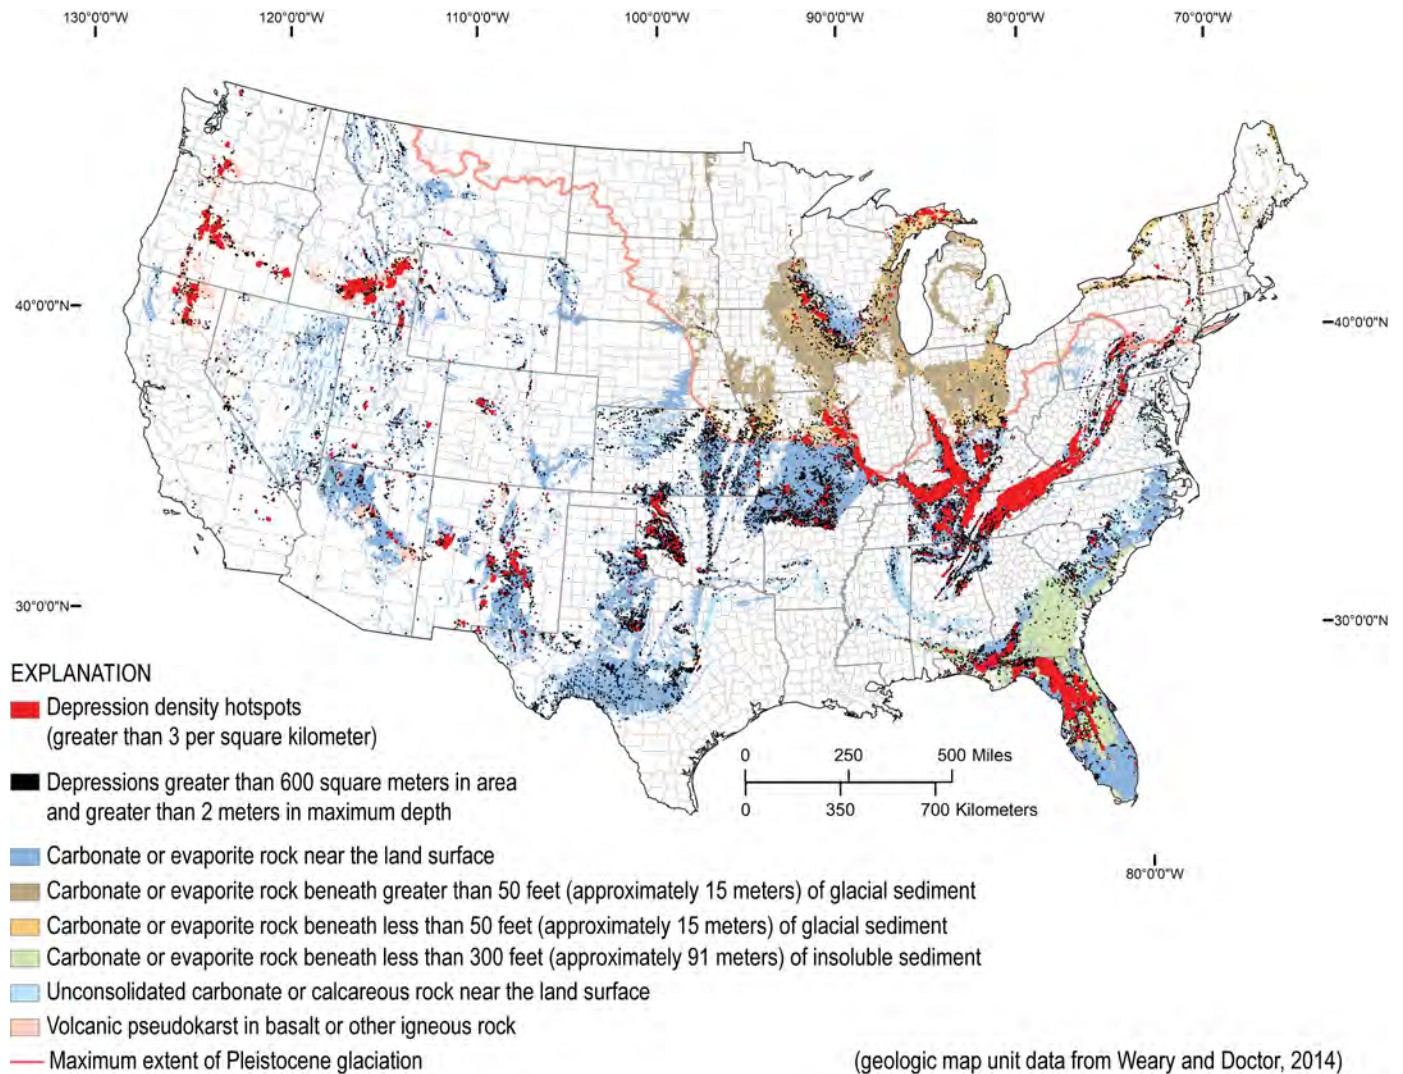 130°0'0"W 120°0'0"W 110°0'0"W 100°0'0"W 90°0'0"W 80°0'0"W 70°0'0"W
40°0'0"N 40°0'0"N
30°0'0"N 30°0'0"N
EXPLANATION
Depression density hotspots
(greater than 3 per square kilometer)
0 250 500 Miles
Depressions greater than 600 square meters in area
and greater than 2 meters in maximum depth
0 350 700 Kilometers
Carbonate or evaporite rock near the land surface
80°0'0"W
Carbonate or evaporite rock beneath greater than 50 feet (approximately 15 meters) of glacial sediment
Carbonate or evaporite rock beneath less than 50 feet (approximately 15 meters) of glacial sediment
Carbonate or evaporite rock beneath less than 300 feet (approximately 91 meters) of insoluble sediment
Unconsolidated carbonate or calcareous rock near the land surface
Volcanic pseudokarst in basalt or other igneous rock
Maximum extent of Pleistocene glaciation
(geologic map unit data from Weary and Doctor, 2014)